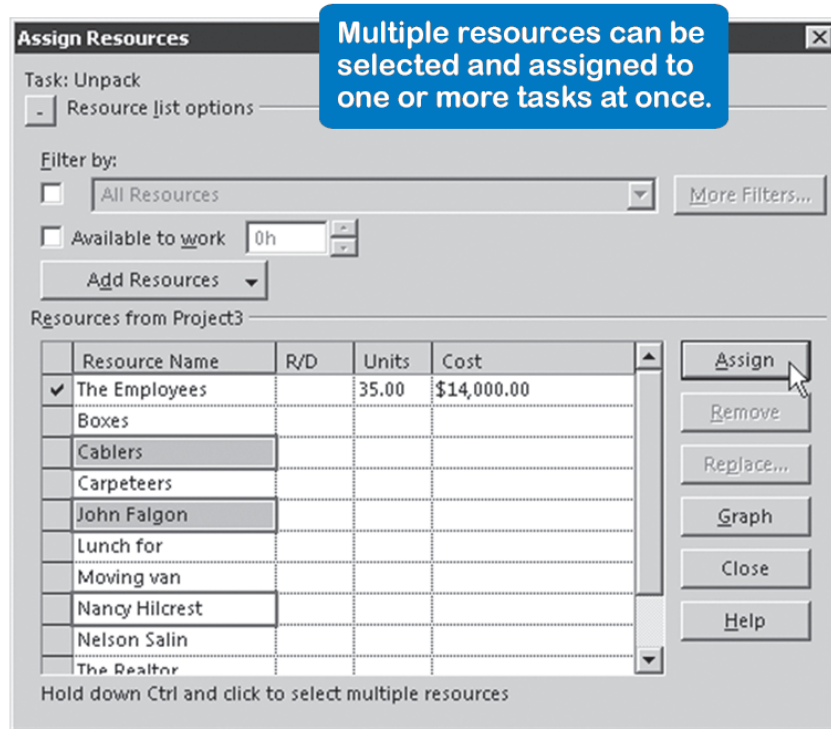 Assign Resources
Multiple resources can be
selected and assigned to
one or more tasks at once.
Task: Unpack
- Resource list options
Filter by:
All Resources
More Filters...
Available to work 0h
Add Resources
Resources from Project3
Resource Name R/D Units Cost
The Employees 35.00 $14,000.00
Boxes
Cablers
Carpeteers
John Falgon
Lunch for
Moving van
Nancy Hilcrest
Nelson Salin
The Realtor
Assign
Remove
Replace...
Graph
Close
Help
Hold down Ctrl and click to select multiple resources